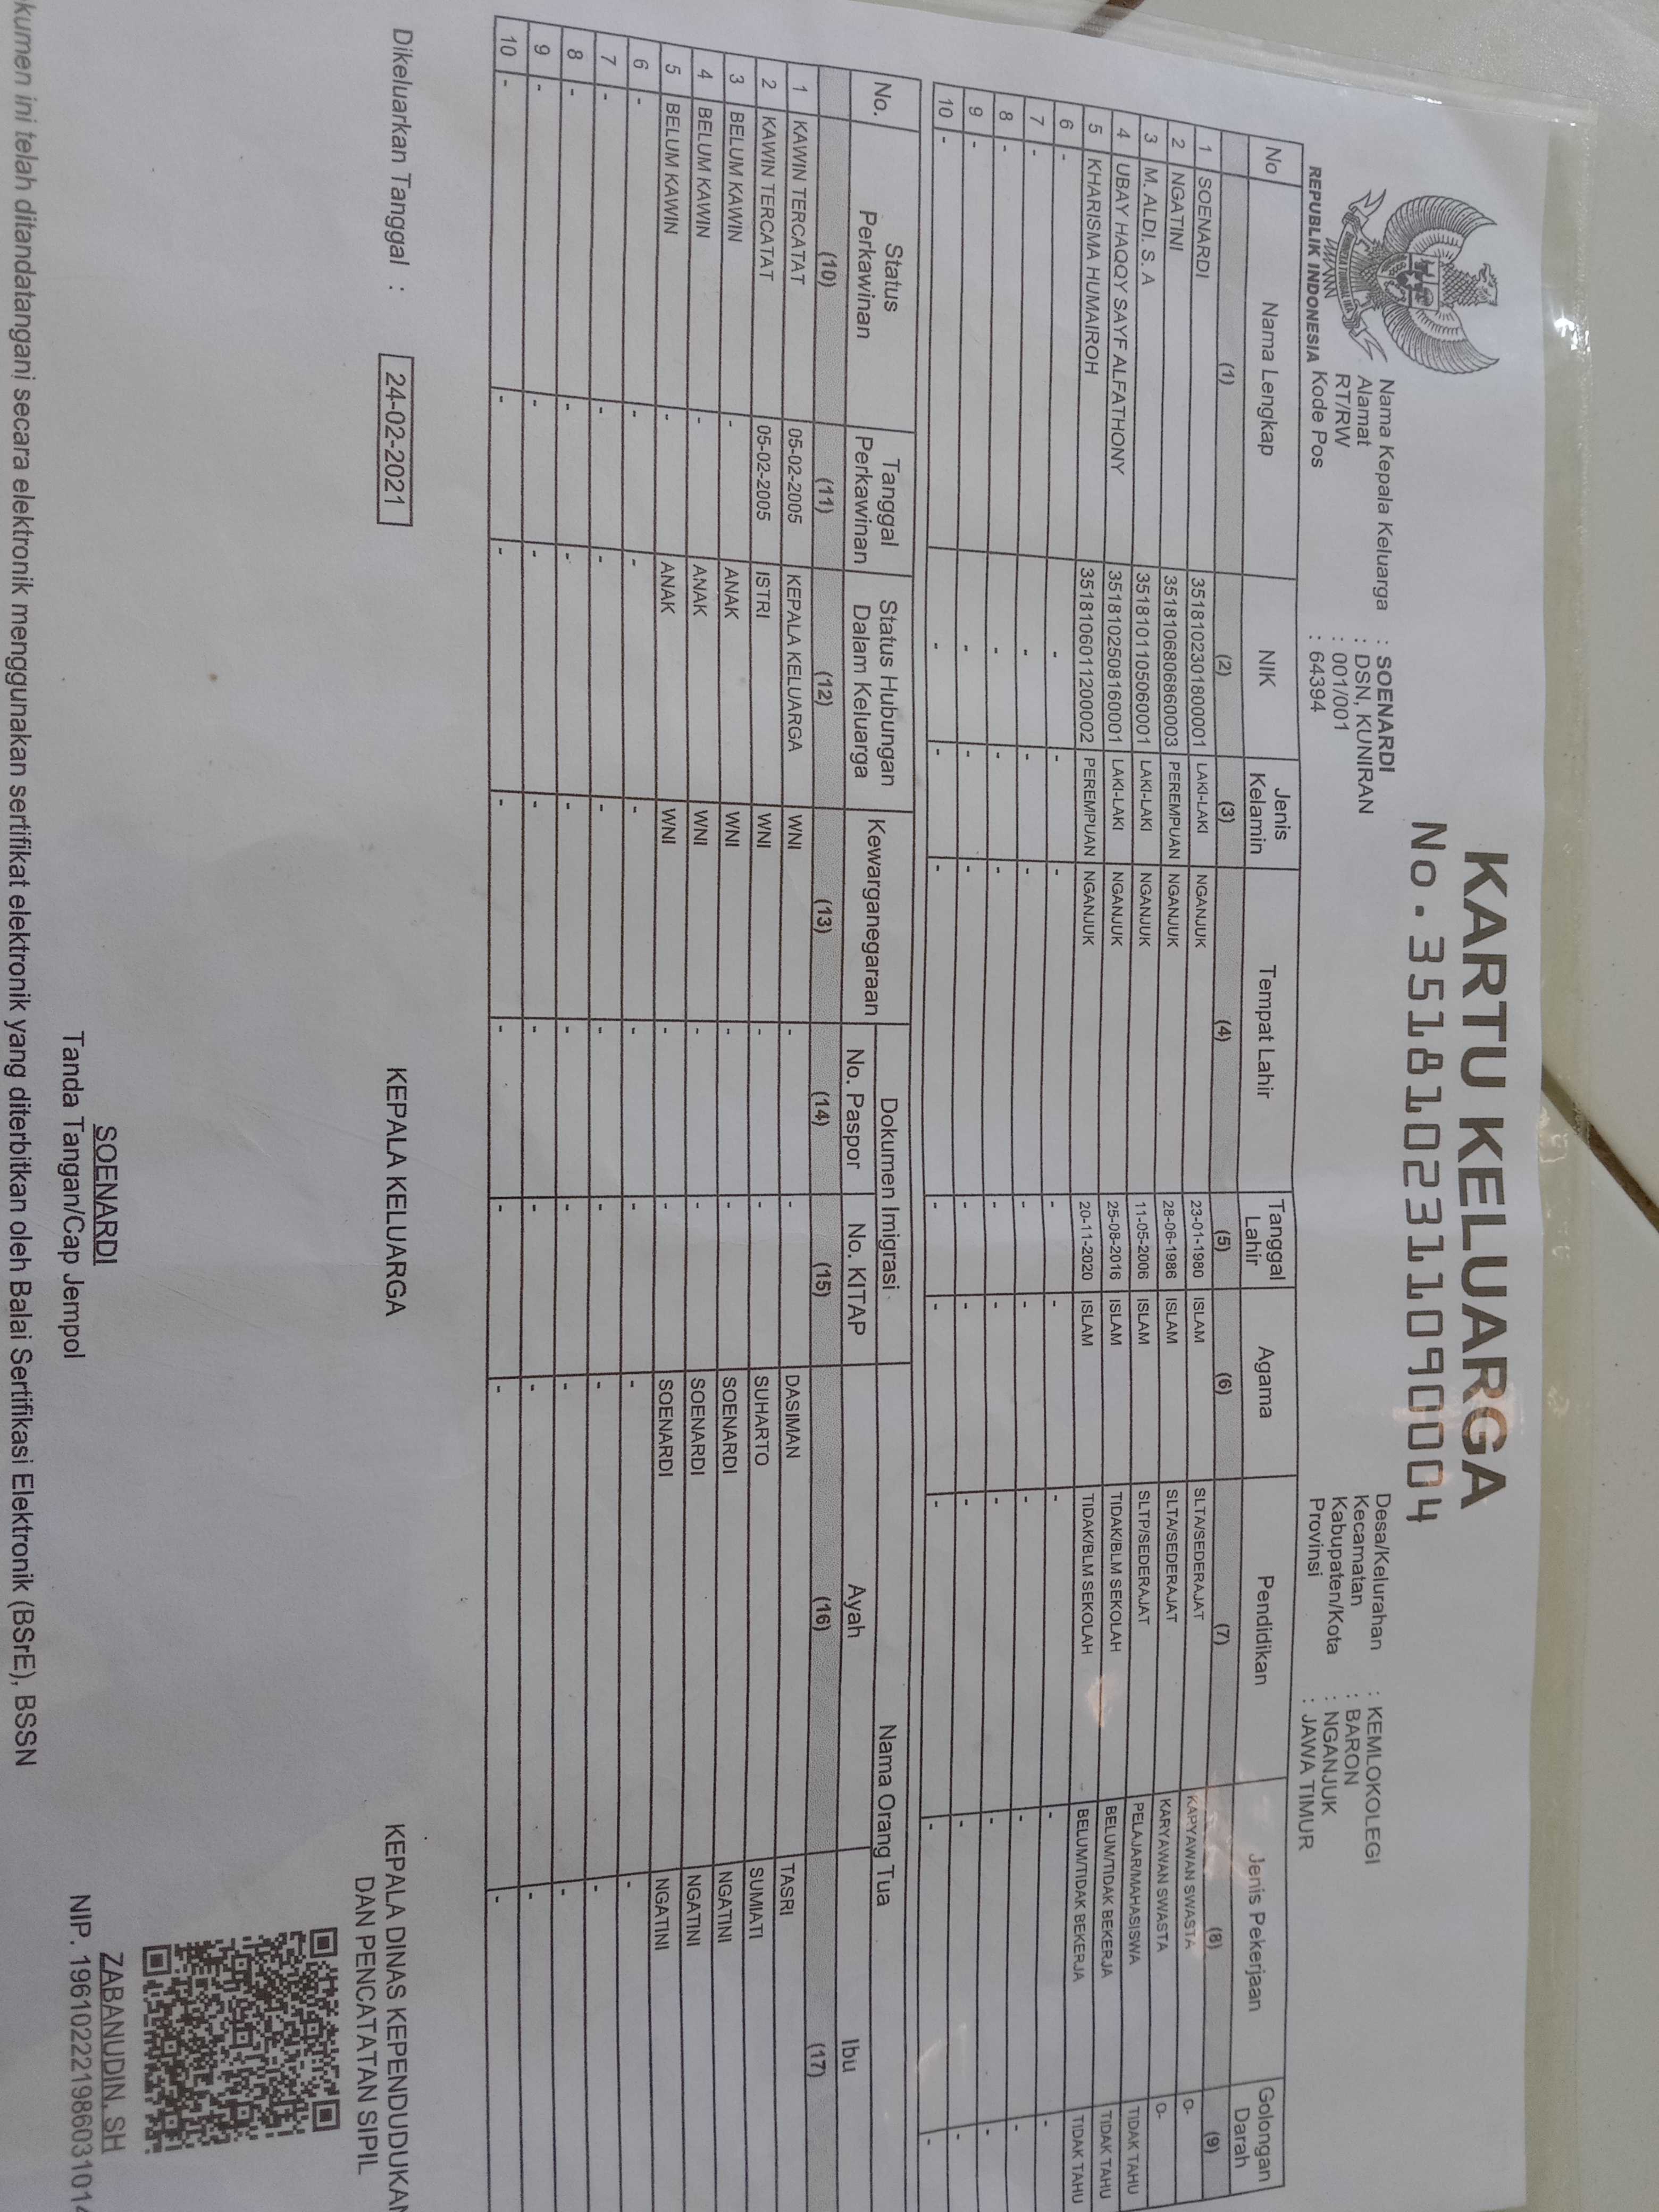 KARTU KELUARGA
No. 3518102311090004
REPUBLIK INDONESIA
Nama Kepala Keluarga : SOENARDI
Alamat : DSN, KUNIRAN
RT/RW : 001/001
Kode Pos : 64394
Desa/Kelurahan : KEMLOKOLEGI
Kecamatan : BARON
Kabupaten/Kota : NGANJUK
Provinsi : JAWA TIMUR
No Nama Lengkap NIK Jenis Kelamin Tempat Lahir Tanggal Lahir Agama Pendidikan Jenis Pekerjaan Golongan Darah
(1) (2) (3) (4) (5) (6) (7) (8) (9)
1 SOENARDI 3518102301800001 LAKI-LAKI NGANJUK 23-01-1980 ISLAM SLTA/SEDERAJAT KARYAWAN SWASTA O-
2 NGATINI 3518106806860003 PEREMPUAN NGANJUK 28-06-1986 ISLAM SLTA/SEDERAJAT KARYAWAN SWASTA O-
3 M. ALDI. S. A 3518101105060001 LAKI-LAKI NGANJUK 11-05-2006 ISLAM SLTP/SEDERAJAT PELAJAR/MAHASISWA TIDAK TAHU
4 UBAY HAQQY SAYF ALFATHONY 3518102508160001 LAKI-LAKI NGANJUK 25-08-2016 ISLAM TIDAK/BLM SEKOLAH BELUM/TIDAK BEKERJA TIDAK TAHU
5 KHARISMA HUMAIROH 3518106011200002 PEREMPUAN NGANJUK 20-11-2020 ISLAM TIDAK/BLM SEKOLAH BELUM/TIDAK BEKERJA TIDAK TAHU
6 - - - - - - - - -
7 - - - - - - - - -
8 - - - - - - - - -
9 - - - - - - - - -
10 - - - - - - - - -
No. Status Perkawinan Tanggal Perkawinan Status Hubungan Dalam Keluarga Kewarganegaraan Dokumen Imigrasi Nama Orang Tua
No. Paspor No. KITAP Ayah Ibu
(10) (11) (12) (13) (14) (15) (16) (17)
1 KAWIN TERCATAT 05-02-2005 KEPALA KELUARGA WNI - - DASIMAN TASRI
2 KAWIN TERCATAT 05-02-2005 ISTRI WNI - - SUHARTO SUMIATI
3 BELUM KAWIN - ANAK WNI - - SOENARDI NGATINI
4 BELUM KAWIN - ANAK WNI - - SOENARDI NGATINI
5 BELUM KAWIN - ANAK WNI - - SOENARDI NGATINI
6 - - - - - - - -
7 - - - - - - - -
8 - - - - - - - -
9 - - - - - - - -
10 - - - - - - - -
Dikeluarkan Tanggal : 24-02-2021
KEPALA KELUARGA
SOENARDI
Tanda Tangan/Cap Jempol
KEPALA DINAS KEPENDUDUKAN
DAN PENCATATAN SIPIL
ZABANUDIN, SH
NIP. 19610222198603101
kumen ini telah ditandatangani secara elektronik menggunakan sertifikat elektronik yang diterbitkan oleh Balai Sertifikasi Elektronik (BSrE), BSSN